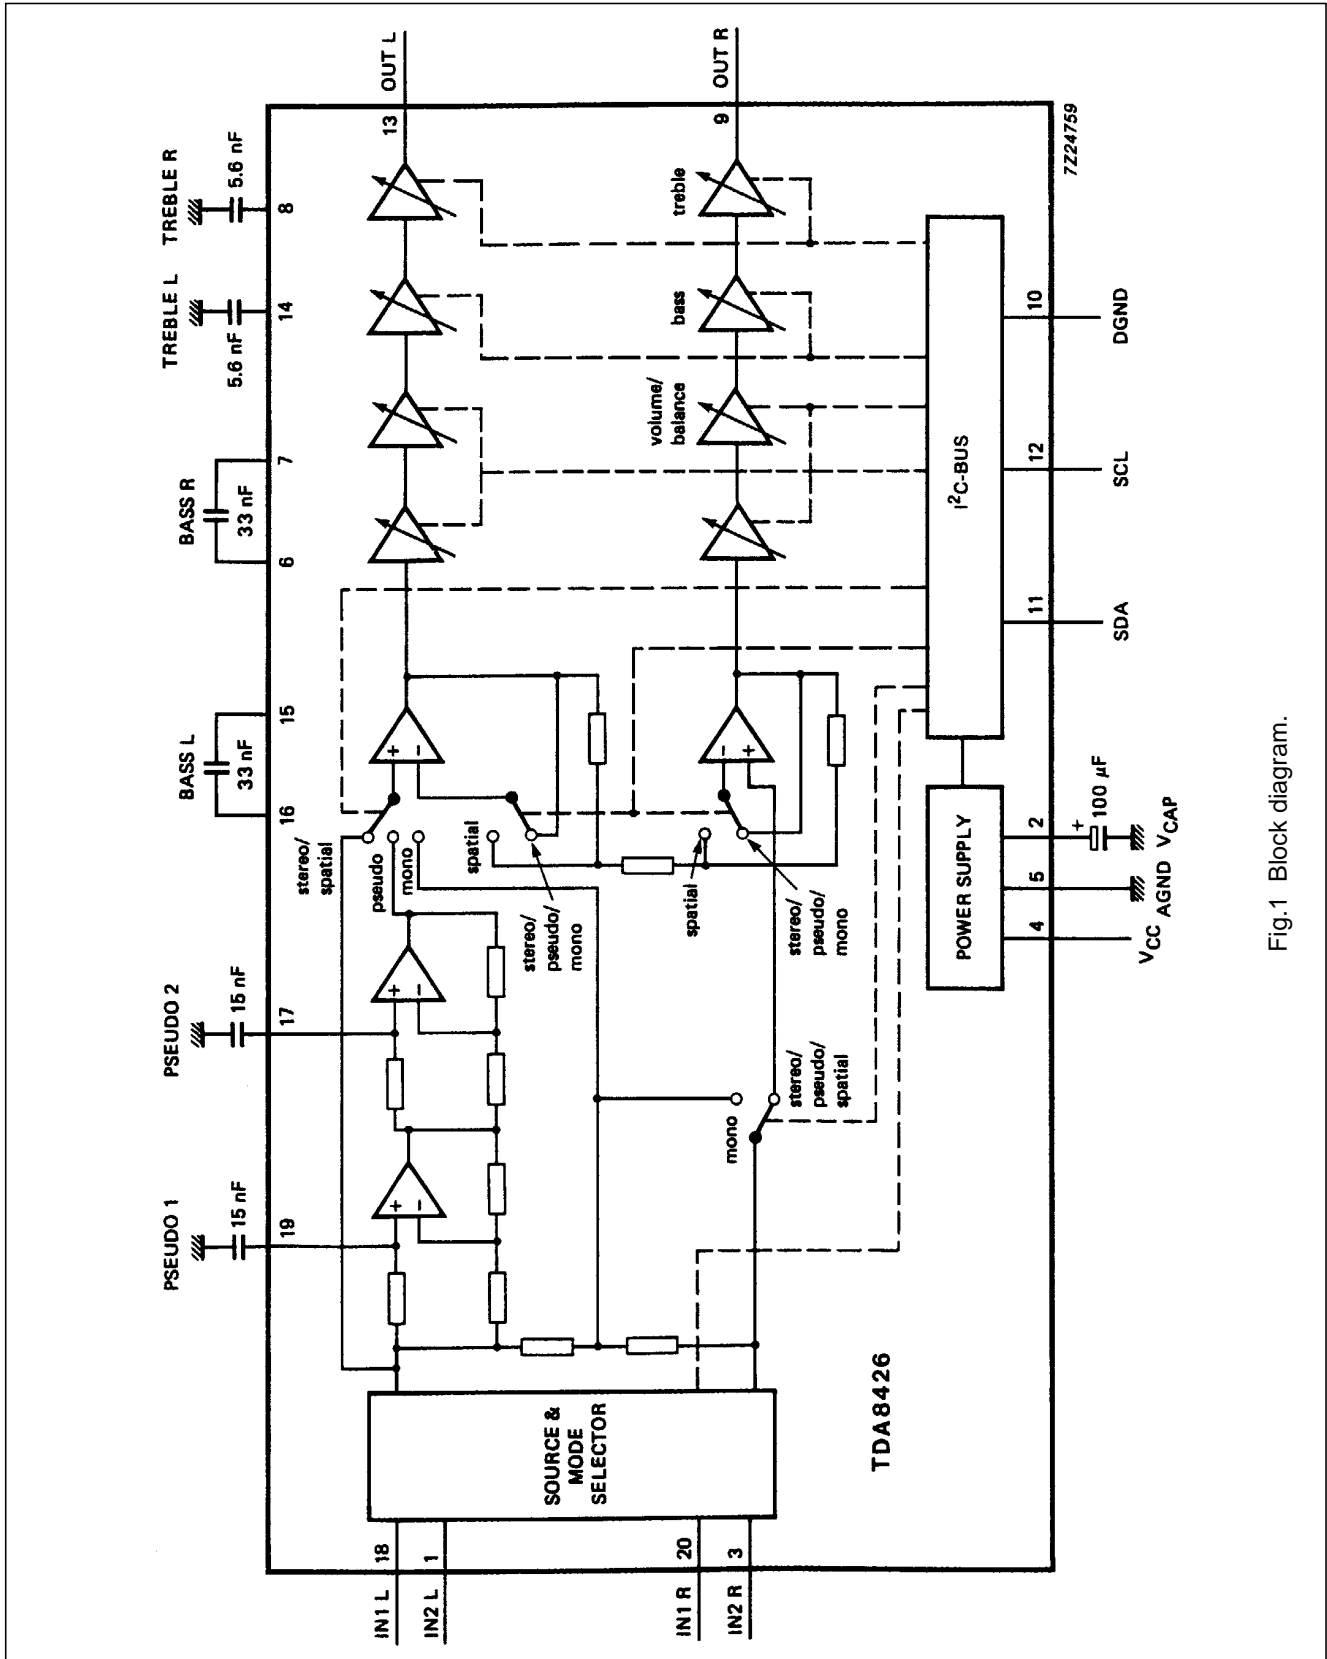 PSEUDO 1
PSEUDO 2
BASS L
BASS R
TREBLE L
TREBLE R
15 nF
15 nF
33 nF
33 nF
5.6 nF
5.6 nF
19
17
16
15
6
7
14
8
IN1 L
18
IN2 L
1
IN1 R
20
IN2 R
3
SOURCE &
MODE
SELECTOR
+
−
+
−
stereo/
spatial
pseudo
mono
spatial
stereo/
pseudo/
mono
+
−
13
OUT L
mono
stereo/
pseudo/
spatial
spatial
stereo/
pseudo/
mono
−
+
volume/
balance
bass
treble
9
OUT R
TDA8426
POWER SUPPLY
I²C-BUS
4
5
2
11
12
10
+
100 µF
VCC
AGND
VCAP
SDA
SCL
DGND
7Z24759
Fig.1 Block diagram.